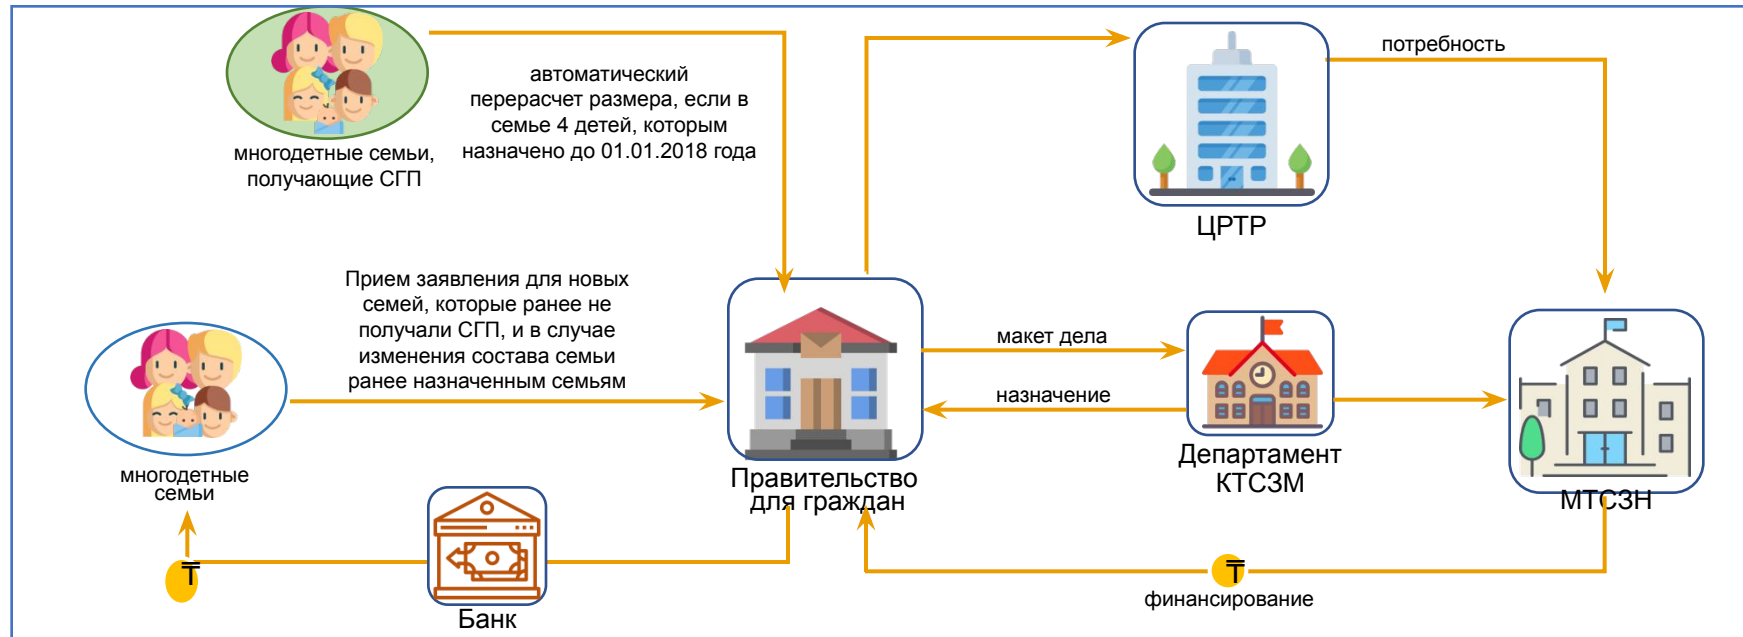 многодетные семьи,
получающие СГП
автоматический
перерасчет размера, если в
семье 4 детей, которым
назначено до 01.01.2018 года
потребность
ЦРТР
Прием заявления для новых
семей, которые ранее не
получали СГП, и в случае
изменения состава семьи
ранее назначенным семьям
многодетные
семьи
Правительство
для граждан
макет дела
назначение
Департамент
КТСЗМ
МТСЗН
₸
Банк
₸
финансирование